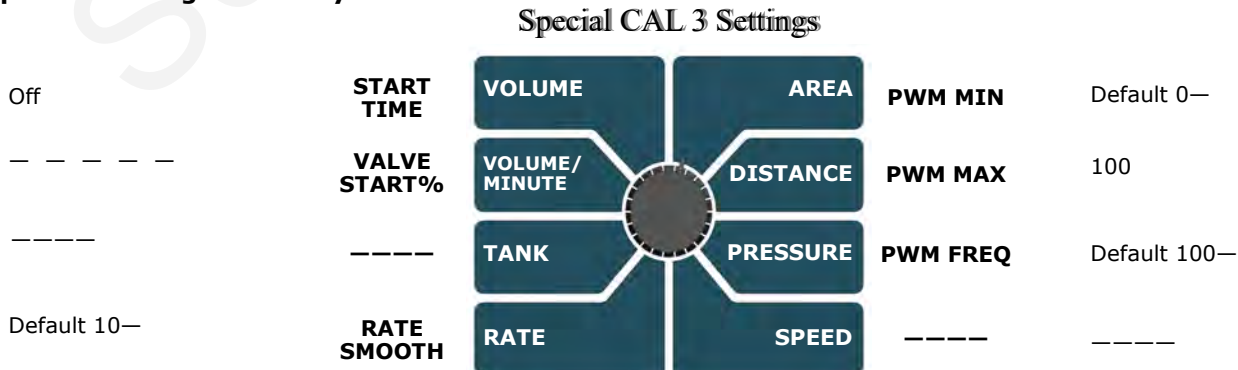 Special CAL 3 Settings
Off
START
TIME
VOLUME
AREA
PWM MIN
Default 0—
— — — — —
VALVE
START%
VOLUME/
MINUTE
DISTANCE
PWM MAX
100
————
————
TANK
PRESSURE
PWM FREQ
Default 100—
Default 10—
RATE
SMOOTH
RATE
SPEED
————
————